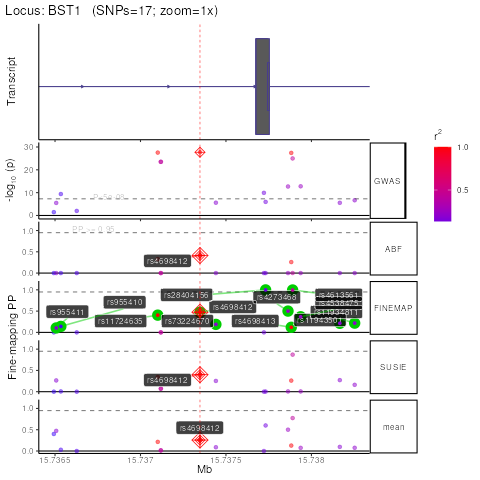 Locus: BST1 (SNPs=17; zoom=1x)
Transcript
-log10 (p)
30
20
10
0
GWAS
r²
1.0
0.5
PP >= 0.95
1.0
0.5
0.0
rs4698412
ABF
Fine-mapping PP
1.0
0.5
0.0
rs28404156
rs4273468
rs4613561
rs955410
rs955411
rs4698412
rs11724635
rs73224670
rs4698413
FINEMAP
1.0
0.5
0.0
rs4698412
SUSIE
1.0
0.5
0.0
rs4698412
mean
15.7365
15.737
15.7375
15.738
Mb